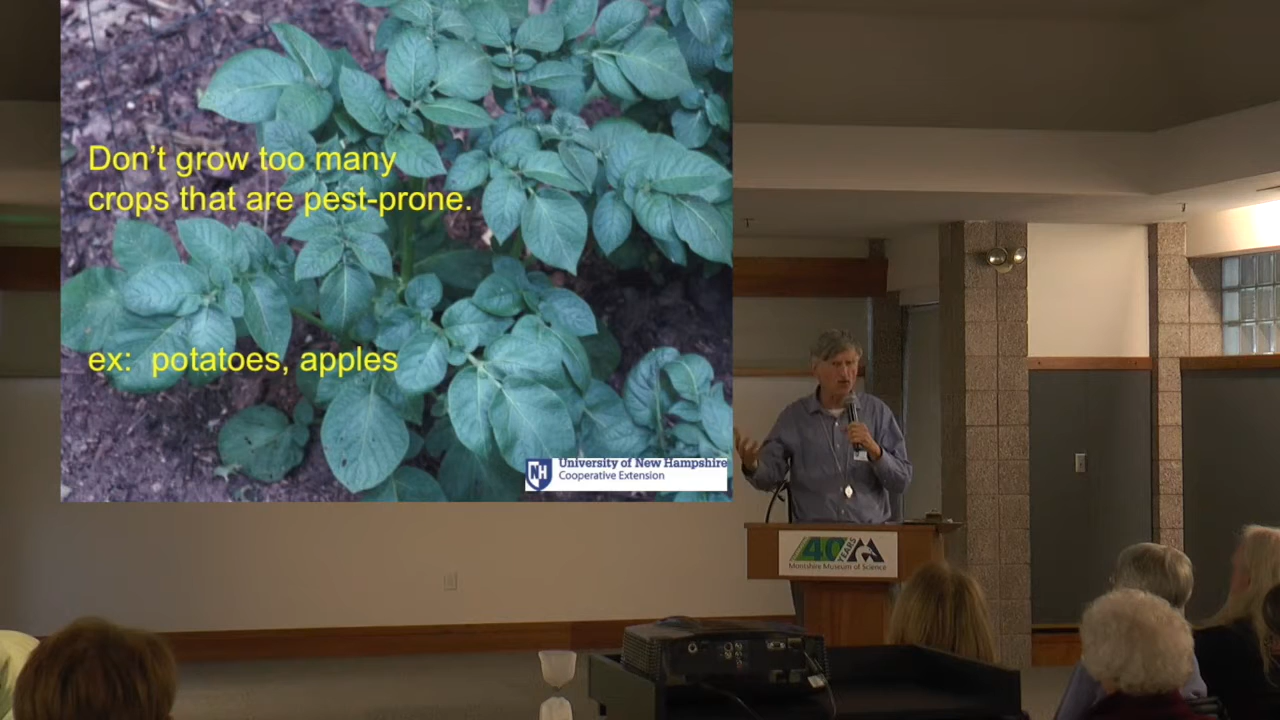 Don't grow too many
crops that are pest-prone.
ex: potatoes, apples
NH
University of New Hampshire
Cooperative Extension
40
YEARS
Montshire Museum of Science